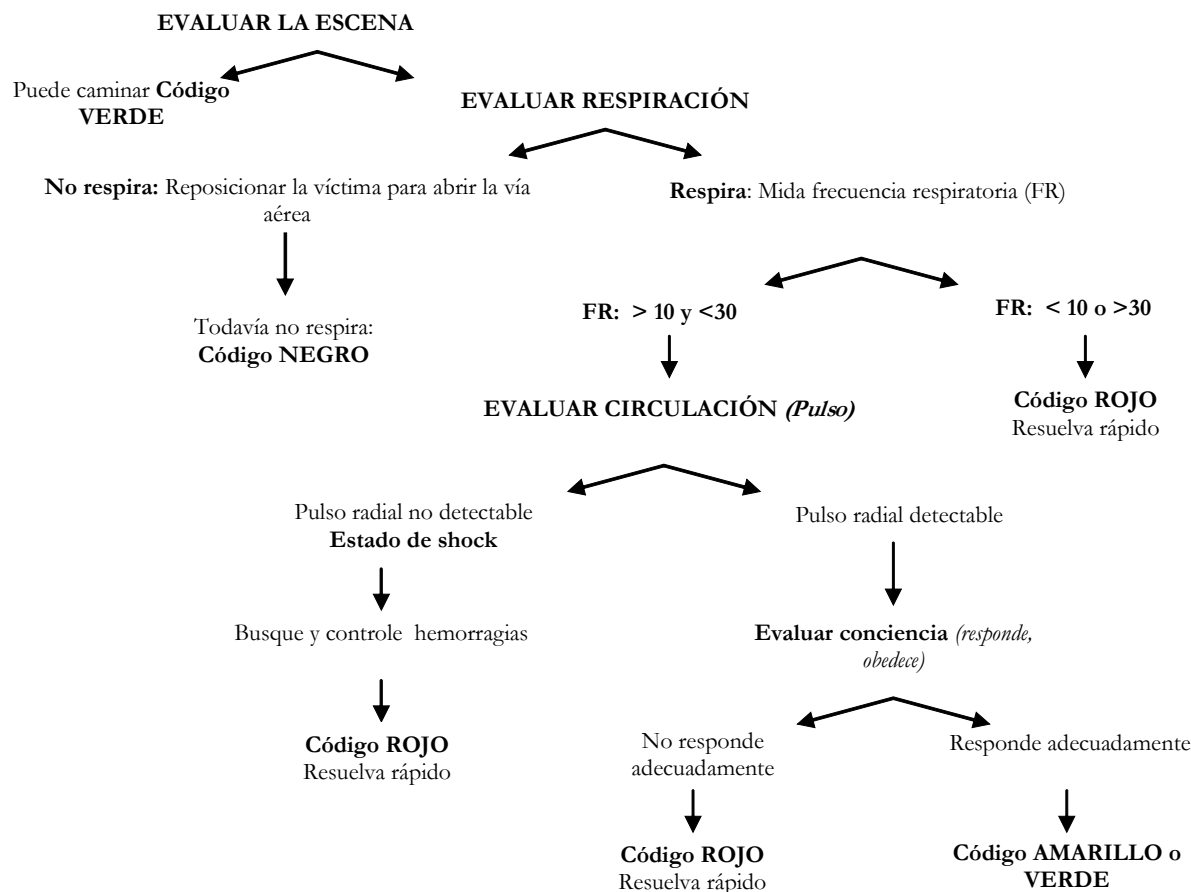 EVALUAR LA ESCENA
Puede caminar Código
VERDE
EVALUAR RESPIRACIÓN
No respira: Reposicionar la víctima para abrir la vía
aérea
Respira: Mida frecuencia respiratoria (FR)
Todavía no respira:
Código NEGRO
FR: > 10 y <30
FR: < 10 o >30
Código ROJO
Resuelva rápido
EVALUAR CIRCULACIÓN (Pulso)
Pulso radial no detectable
Estado de shock
Pulso radial detectable
Busque y controle hemorragias
Evaluar conciencia (responde,
obedece)
Código ROJO
Resuelva rápido
No responde
adecuadamente
Responde adecuadamente
Código ROJO
Resuelva rápido
Código AMARILLO o
VERDE